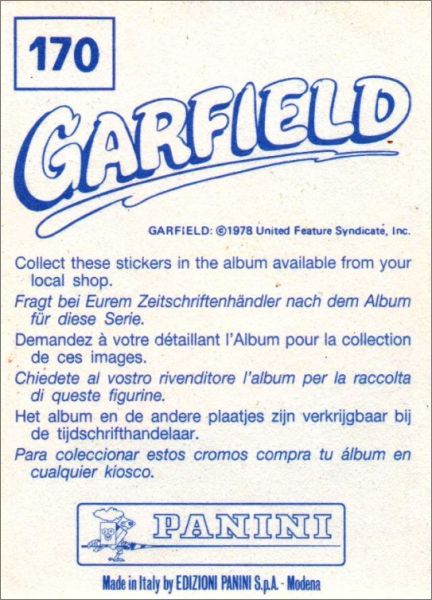 170
GARFIELD
GARFIELD: ©1978 United Feature Syndicate, Inc.
Collect these stickers in the album available from your
local shop.
Fragt bei Eurem Zeitschriftenhändler nach dem Album
für diese Serie.
Demandez à votre détaillant l'Album pour la collection
de ces images.
Chiedete al vostro rivenditore l'album per la raccolta
di queste figurine.
Het album en de andere plaatjes zijn verkrijgbaar bij
de tijdschrifthandelaar.
Para coleccionar estos cromos compra tu álbum en
cualquier kiosco.
PANINI
Made in Italy by EDIZIONI PANINI S.p.A. - Modena